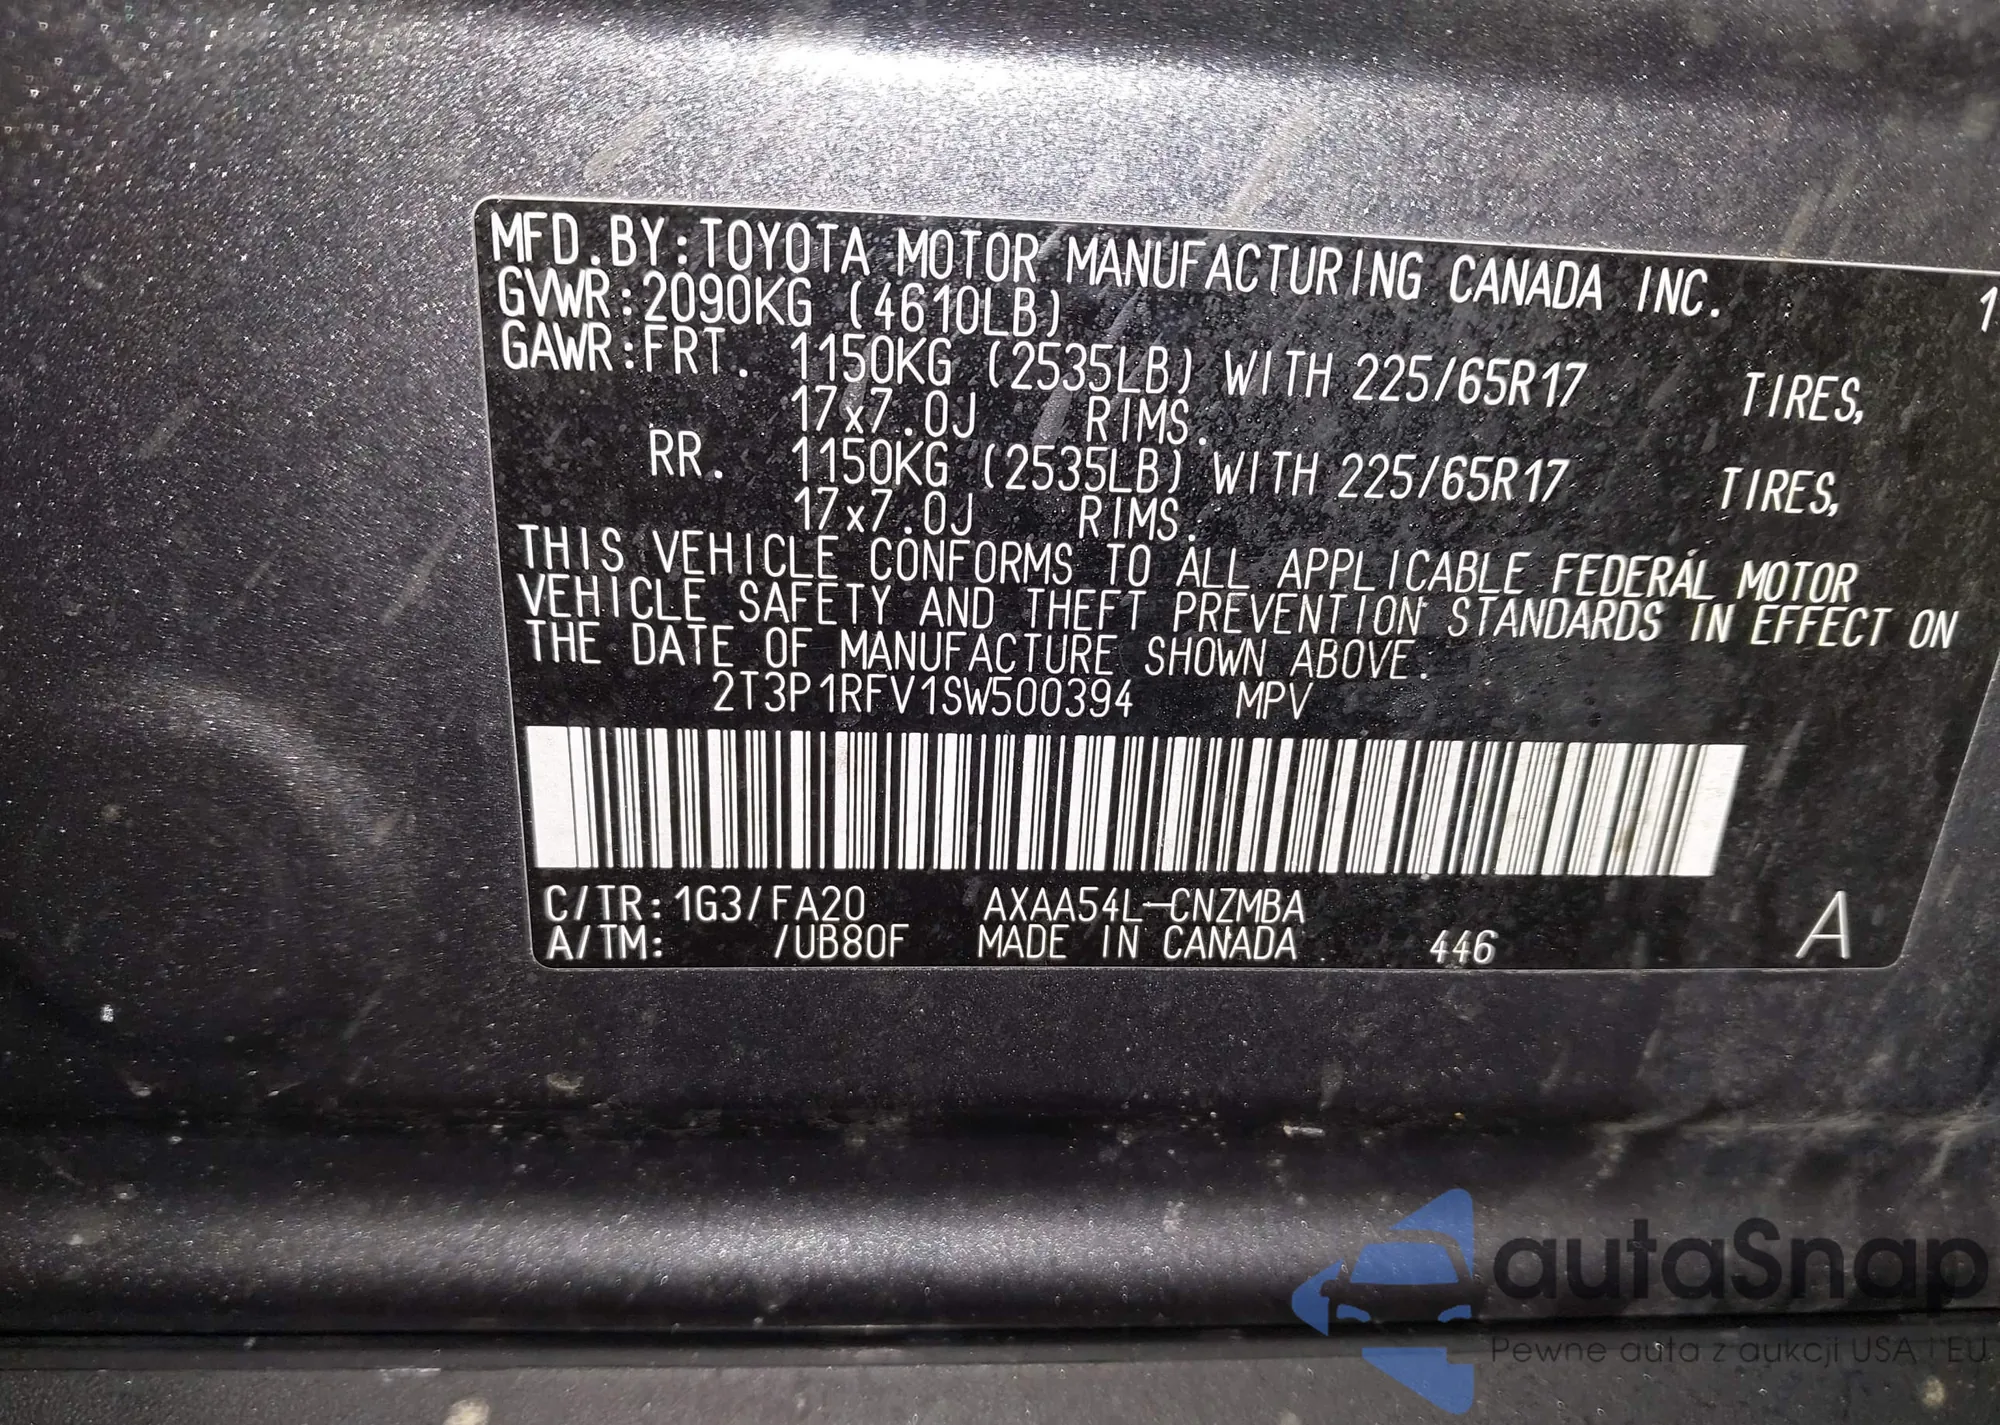 MFD.BY:TOYOTA MOTOR MANUFACTURING CANADA INC. 1
GVWR:2090KG (4610LB)
GAWR:FRT. 1150KG (2535LB) WITH 225/65R17 TIRES,
17x7.0J RIMS.
RR. 1150KG (2535LB) WITH 225/65R17 TIRES,
17x7.0J RIMS.
THIS VEHICLE CONFORMS TO ALL APPLICABLE FEDERAL MOTOR
VEHICLE SAFETY AND THEFT PREVENTION STANDARDS IN EFFECT ON
THE DATE OF MANUFACTURE SHOWN ABOVE.
2T3P1RFV1SW500394 MPV
C/TR:1G3/FA20 AXAA54L-CNZMBA
A/TM: /UB80F MADE IN CANADA 446 A
autaSnap
Pewne auta z aukcji USA i EU